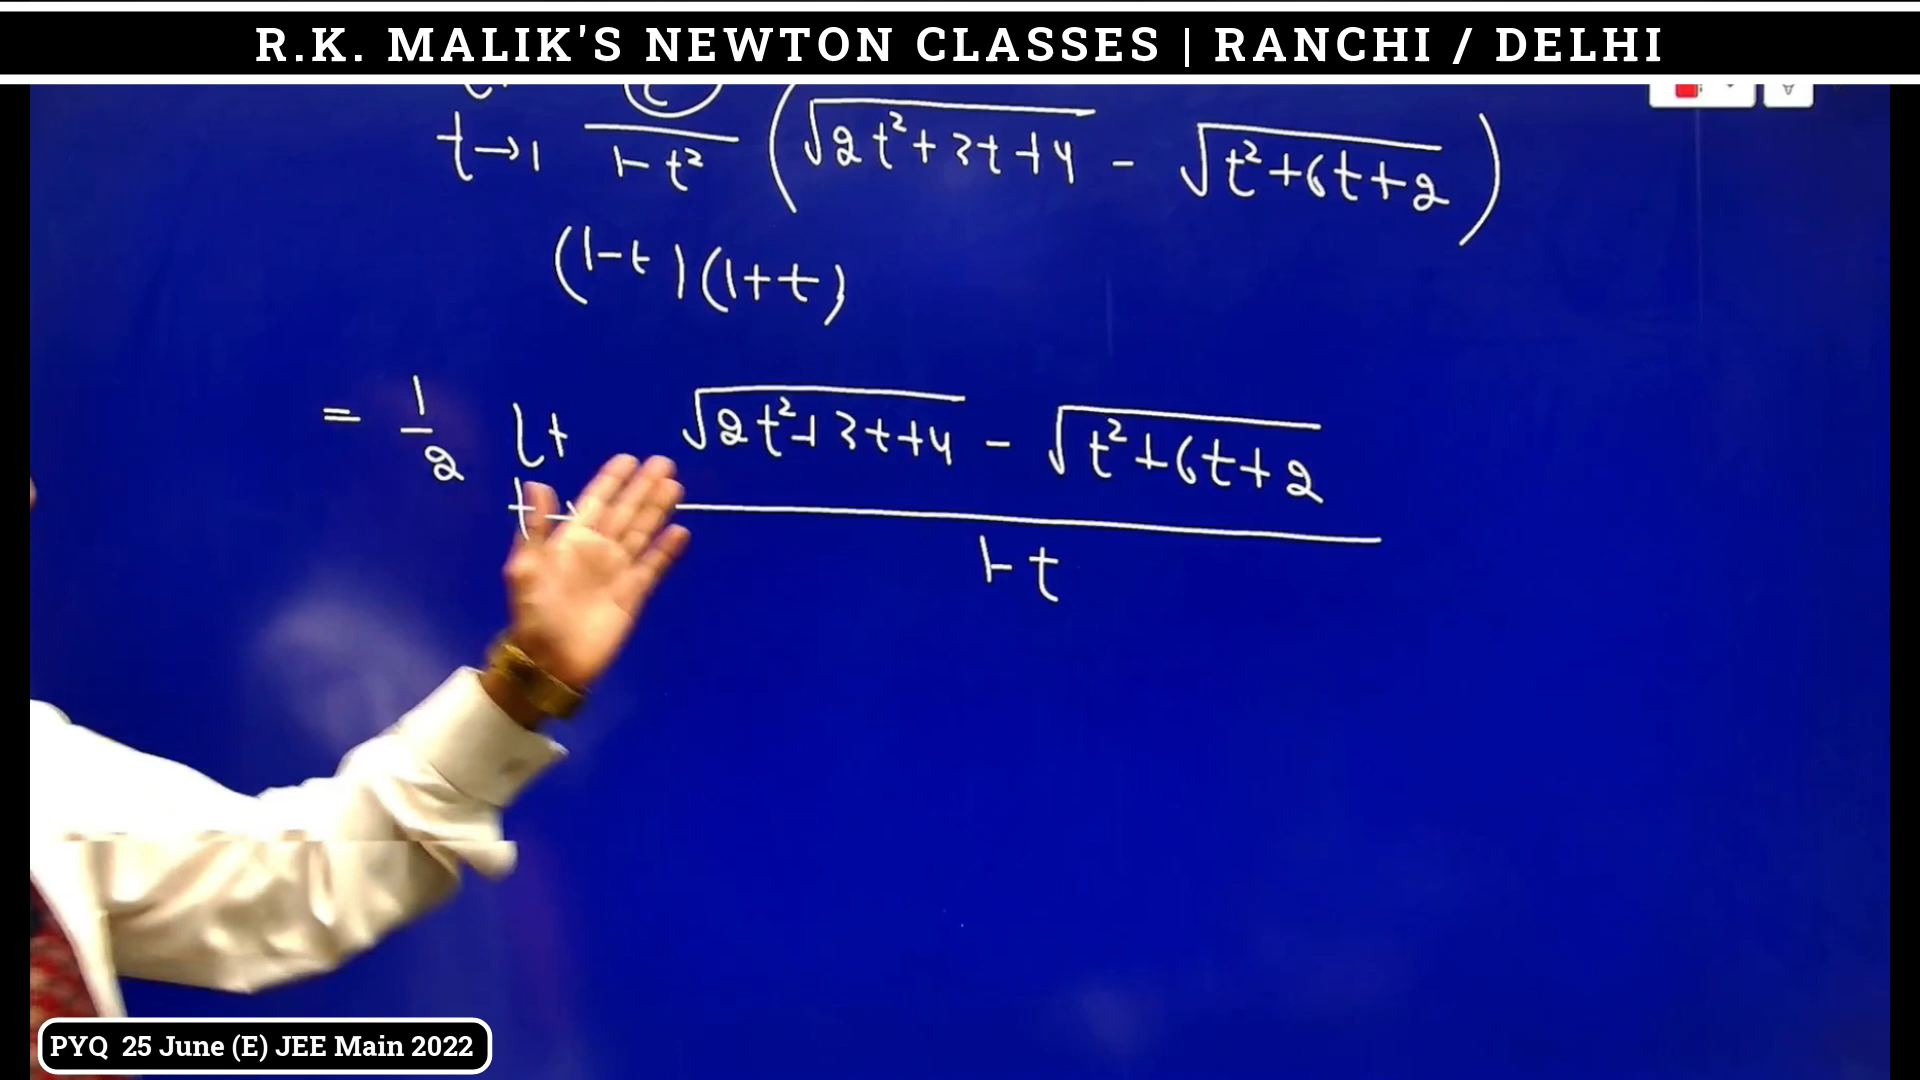 R.K. MALIK'S NEWTON CLASSES | RANCHI / DELHI
t→1 1-t² (√2t²+3t+4 - √t²+6t+2)
(1-t)(1+t)
= 1/2 Lt √2t²+3t+4 - √t²+6t+2
t→
1-t
PYQ 25 June (E) JEE Main 2022